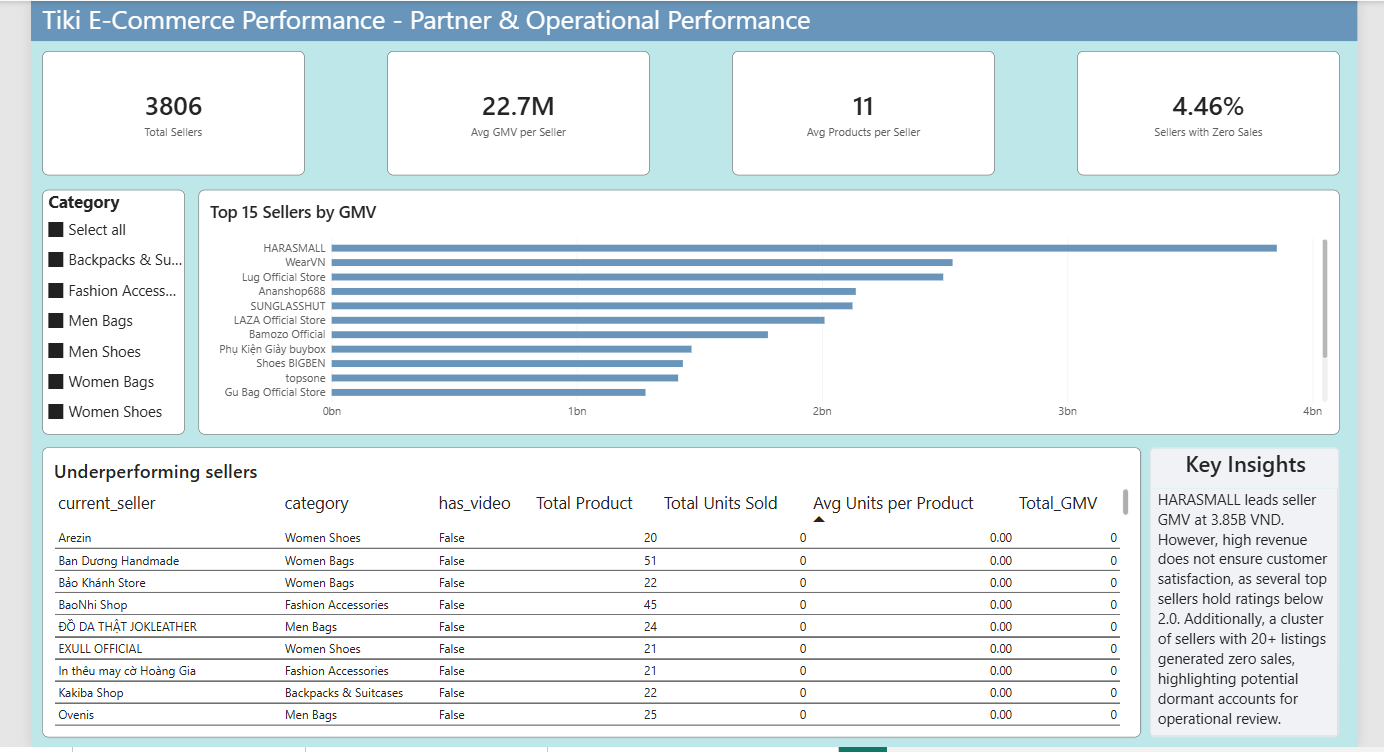 Tiki E-Commerce Performance - Partner & Operational Performance
3806
Total Sellers
22.7M
Avg GMV per Seller
11
Avg Products per Seller
4.46%
Sellers with Zero Sales
Category
Select all
Backpacks & Su...
Fashion Access...
Men Bags
Men Shoes
Women Bags
Women Shoes
Top 15 Sellers by GMV
HARASMALL
WearVN
Lug Official Store
Ananshop688
SUNGLASSHUT
LAZA Official Store
Bamozo Official
Phụ Kiện Giày buybox
Shoes BIGBEN
topsone
Gu Bag Official Store
0bn 1bn 2bn 3bn 4bn
Underperforming sellers
current_seller category has_video Total Product Total Units Sold Avg Units per Product Total_GMV
Arezin Women Shoes False 20 0 0.00 0
Ban Dương Handmade Women Bags False 51 0 0.00 0
Bảo Khánh Store Women Bags False 22 0 0.00 0
BaoNhi Shop Fashion Accessories False 45 0 0.00 0
ĐỒ DA THẬT JOKLEATHER Men Bags False 24 0 0.00 0
EXULL OFFICIAL Women Shoes False 21 0 0.00 0
In thêu may cờ Hoàng Gia Fashion Accessories False 21 0 0.00 0
Kakiba Shop Backpacks & Suitcases False 22 0 0.00 0
Ovenis Men Bags False 25 0 0.00 0
Key Insights
HARASMALL leads seller
GMV at 3.85B VND.
However, high revenue
does not ensure customer
satisfaction, as several top
sellers hold ratings below
2.0. Additionally, a cluster
of sellers with 20+ listings
generated zero sales,
highlighting potential
dormant accounts for
operational review.